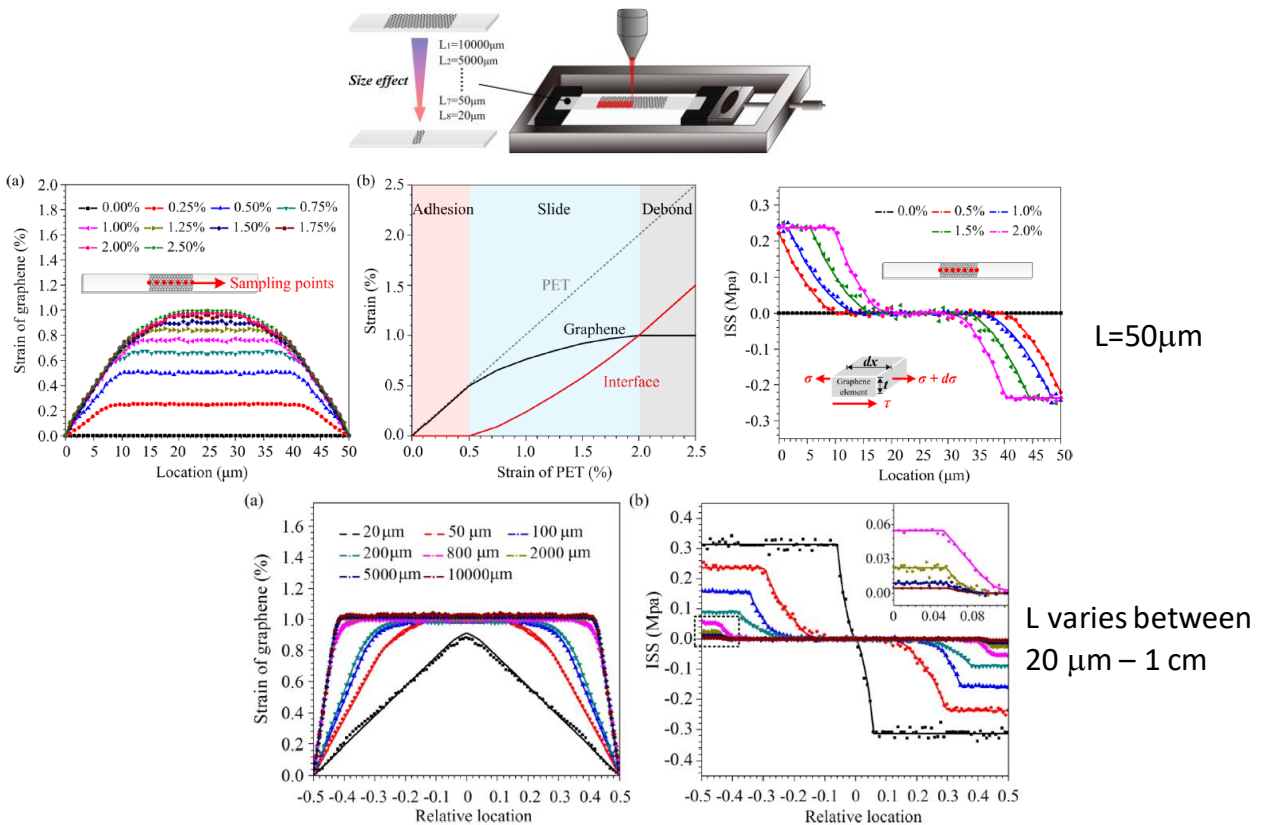 L₁=10000μm
L₂=5000μm
Size effect
L₇=50μm
L₈=20μm
(a)
2.0
1.8
1.6
1.4
1.2
1.0
0.8
0.6
0.4
0.2
0.0
Strain of graphene (%)
0.00% 0.25% 0.50% 0.75%
1.00% 1.25% 1.50% 1.75%
2.00% 2.50%
Sampling points
0 5 10 15 20 25 30 35 40 45 50
Location (μm)
(b)
2.5
2.0
1.5
1.0
0.5
0.0
Strain (%)
Adhesion Slide Debond
PET
Graphene
Interface
0.0 0.5 1.0 1.5 2.0 2.5
Strain of PET (%)
0.3
0.2
0.1
0.0
-0.1
-0.2
-0.3
ISS (Mpa)
0.0% 0.5% 1.0%
1.5% 2.0%
dx
σ Graphene element t σ + dσ
τ
0 5 10 15 20 25 30 35 40 45 50
Location (μm)
L=50μm
(a)
1.6
1.4
1.2
1.0
0.8
0.6
0.4
0.2
0.0
Strain of graphene (%)
20 μm 50 μm 100 μm
200μm 800 μm 2000 μm
5000μm 10000μm
-0.5 -0.4 -0.3 -0.2 -0.1 0 0.1 0.2 0.3 0.4 0.5
Relative location
(b)
0.4
0.3
0.2
0.1
0.0
-0.1
-0.2
-0.3
-0.4
ISS (Mpa)
0.06
0.03
0.00
0 0.04 0.08
-0.5 -0.4 -0.3 -0.2 -0.1 0 0.1 0.2 0.3 0.4 0.5
Relative location
L varies between
20 μm – 1 cm